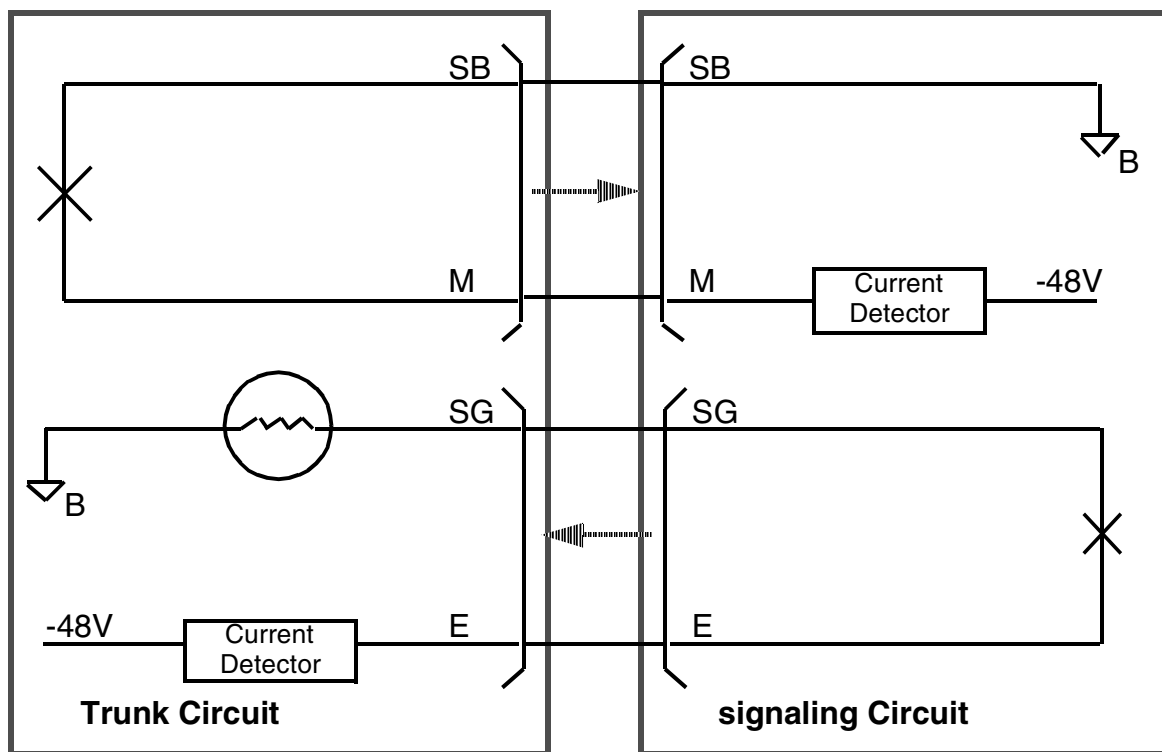 SB SB
B
M M Current Detector -48V
SG SG
B
-48V Current Detector E E
Trunk Circuit signaling Circuit